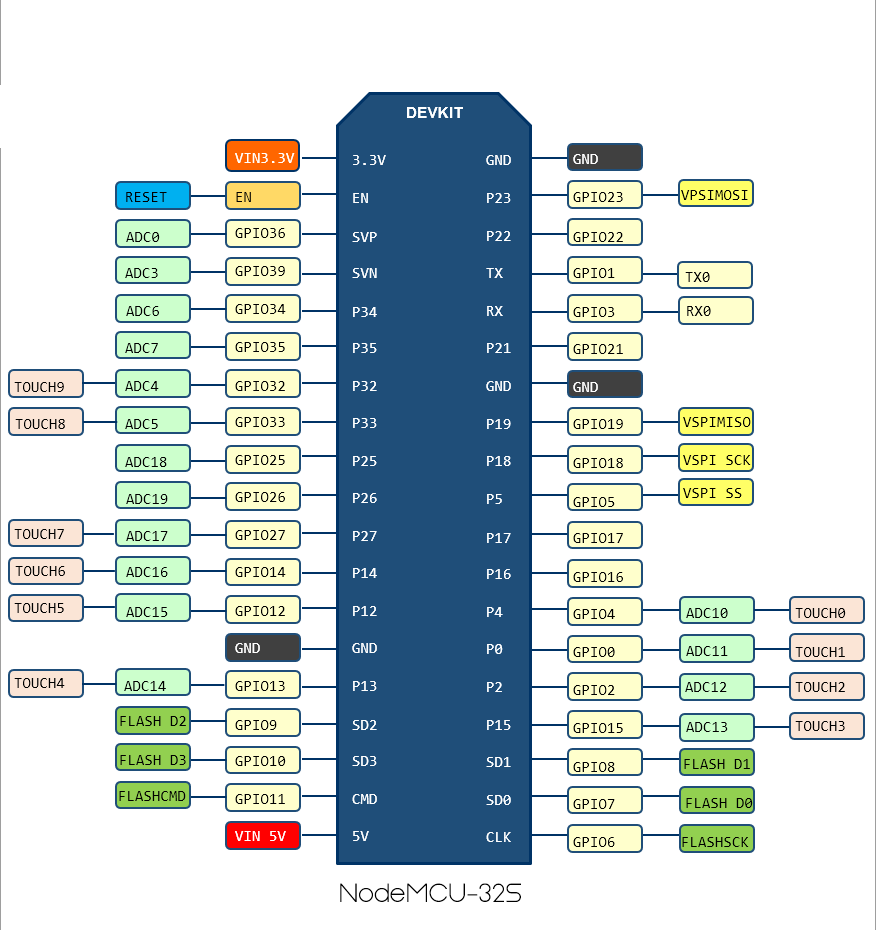 DEVKIT
VIN3.3V 3.3V GND GND
RESET EN EN P23 GPIO23 VPSIMOSI
ADC0 GPIO36 SVP P22 GPIO22
ADC3 GPIO39 SVN TX GPIO1 TX0
ADC6 GPIO34 P34 RX GPIO3 RX0
ADC7 GPIO35 P35 P21 GPIO21
TOUCH9 ADC4 GPIO32 P32 GND GND
TOUCH8 ADC5 GPIO33 P33 P19 GPIO19 VSPIMISO
ADC18 GPIO25 P25 P18 GPIO18 VSPI SCK
ADC19 GPIO26 P26 P5 GPIO5 VSPI SS
TOUCH7 ADC17 GPIO27 P27 P17 GPIO17
TOUCH6 ADC16 GPIO14 P14 P16 GPIO16
TOUCH5 ADC15 GPIO12 P12 P4 GPIO4 ADC10 TOUCH0
GND GND P0 GPIO0 ADC11 TOUCH1
TOUCH4 ADC14 GPIO13 P13 P2 GPIO2 ADC12 TOUCH2
FLASH D2 GPIO9 SD2 P15 GPIO15 ADC13 TOUCH3
FLASH D3 GPIO10 SD3 SD1 GPIO8 FLASH D1
FLASHCMD GPIO11 CMD SD0 GPIO7 FLASH D0
VIN 5V 5V CLK GPIO6 FLASHSCK
NodeMCU-32S